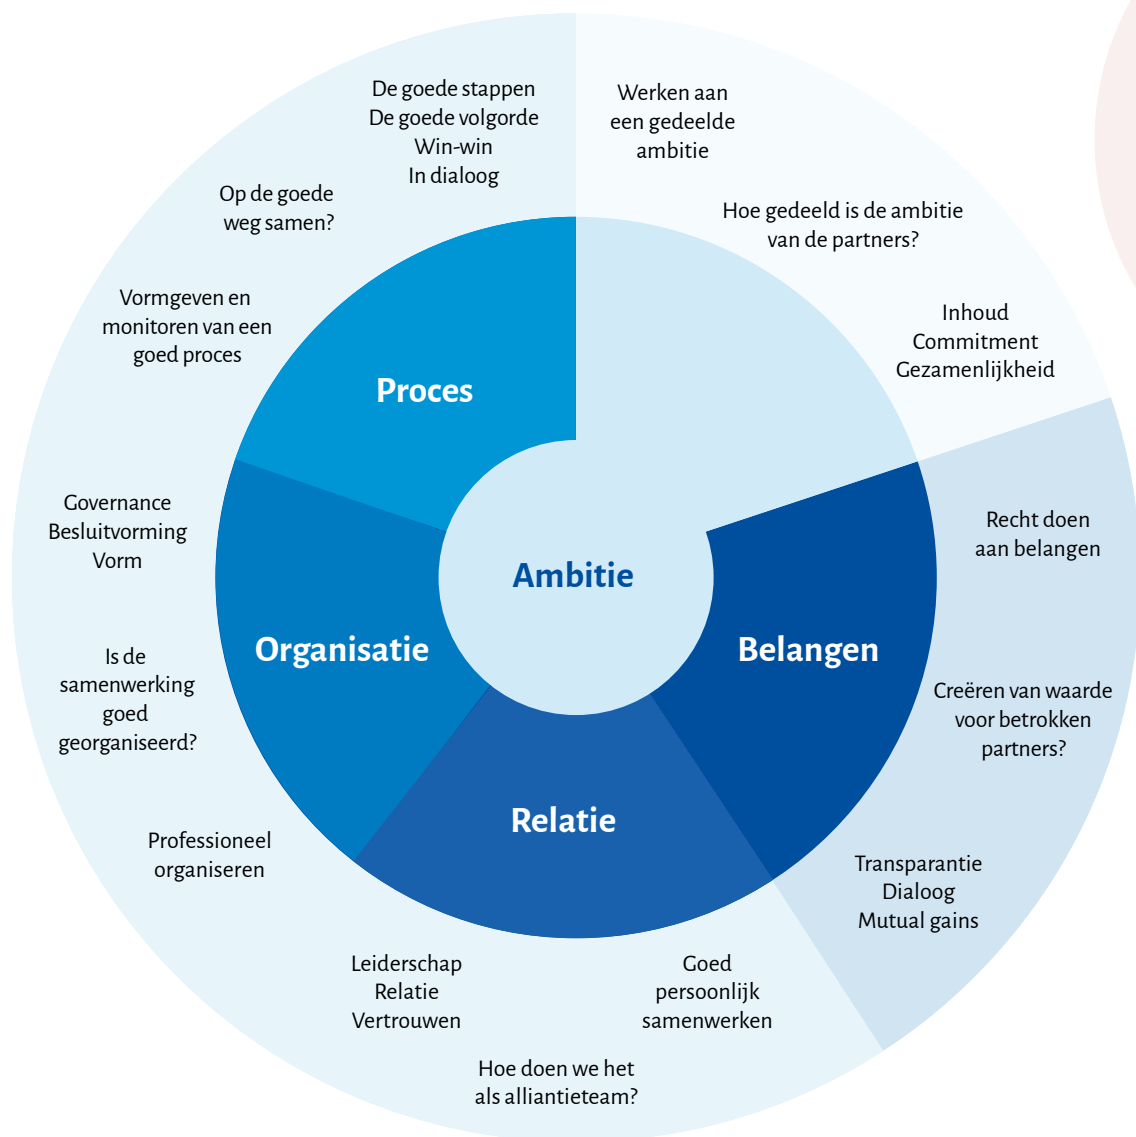 De goede stappen
De goede volgorde
Win-win
In dialoog
Werken aan
een gedeelde
ambitie
Op de goede
weg samen?
Hoe gedeeld is de ambitie
van de partners?
Vormgeven en
monitoren van een
goed proces
Inhoud
Commitment
Gezamenlijkheid
Proces
Governance
Besluitvorming
Vorm
Recht doen
aan belangen
Ambitie
Organisatie
Belangen
Is de
samenwerking
goed
georganiseerd?
Creëren van waarde
voor betrokken
partners?
Relatie
Professioneel
organiseren
Transparantie
Dialoog
Mutual gains
Leiderschap
Relatie
Vertrouwen
Goed
persoonlijk
samenwerken
Hoe doen we het
als alliantieteam?